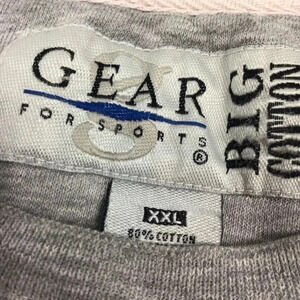 GEAR
FOR SPORTS®
BIG
COTTON
XXL
80% COTTON